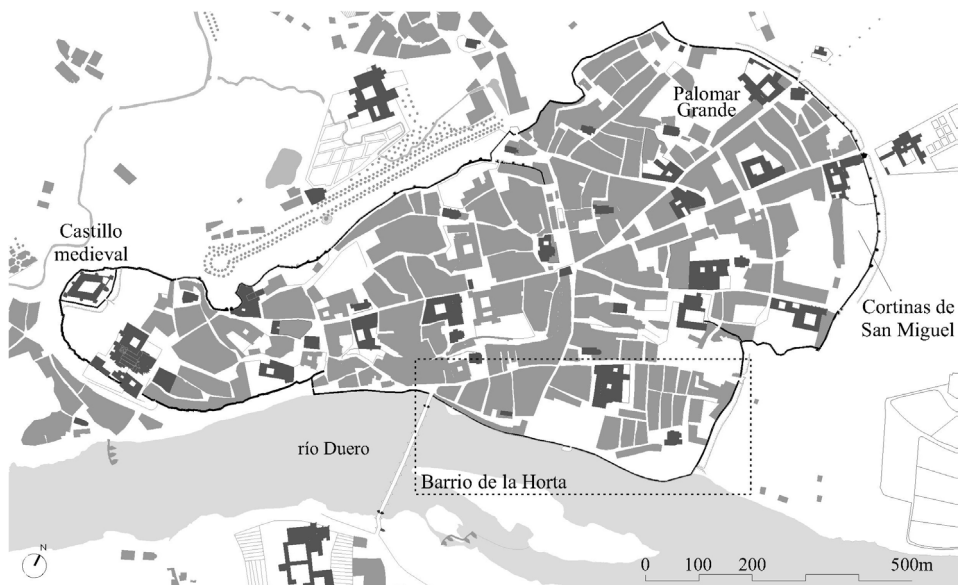 Palomar
Grande
Castillo
medieval
Cortinas de
San Miguel
río Duero
Barrio de la Horta
N
0 100 200 500m